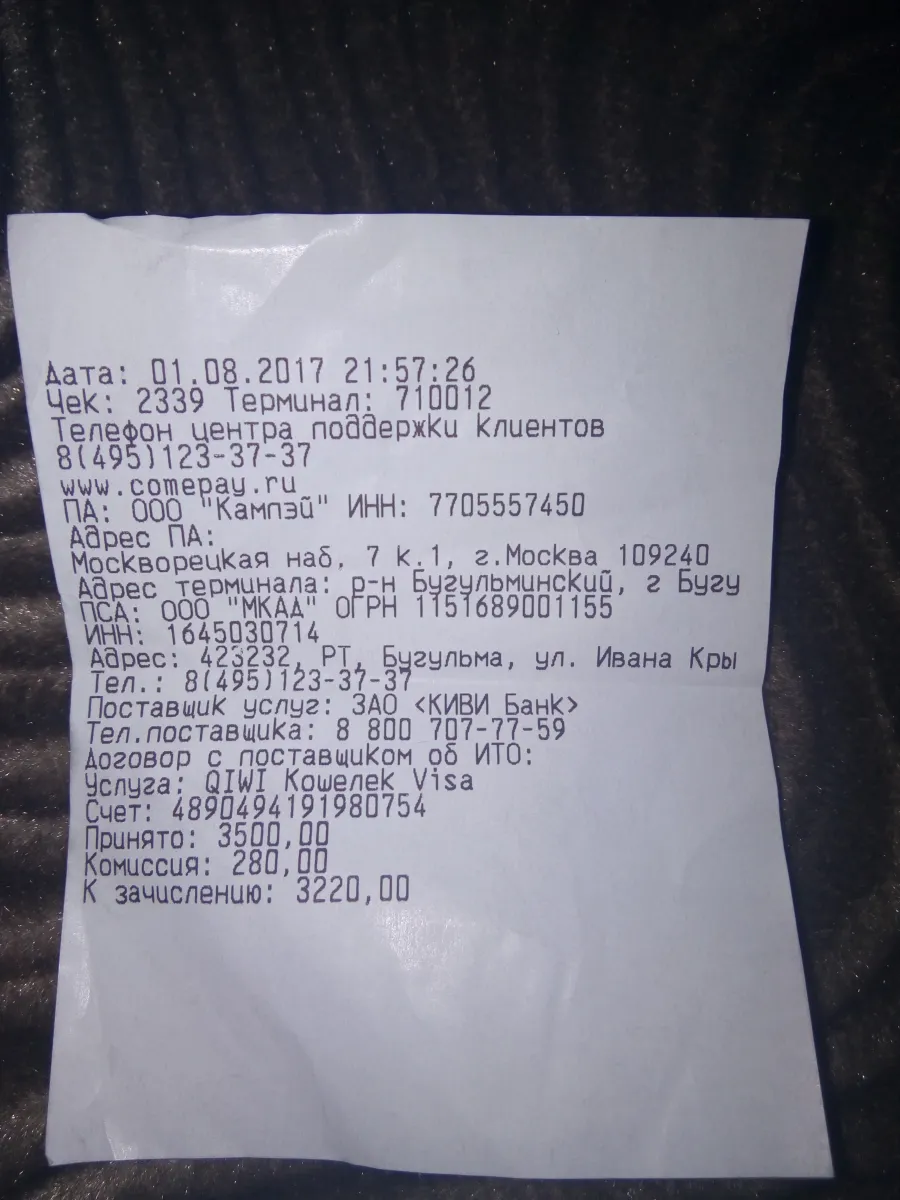 Дата: 01.08.2017 21:57:26
Чек: 2339 Терминал: 710012
Телефон центра поддержки клиентов
8(495)123-37-37
www.comepay.ru
ПА: ООО "Кампэй" ИНН: 7705557450
Адрес ПА:
Москворецкая наб, 7 к.1, г.Москва 109240
Адрес терминала: р-н Бугульминский, г Бугу
ПСА: ООО "МКАД" ОГРН 1151689001155
ИНН: 1645030714
Адрес: 423232, РТ, Бугульма, ул. Ивана Кры
Тел.: 8(495)123-37-37
Поставщик услуг: ЗАО <КИВИ Банк>
Тел.поставщика: 8 800 707-77-59
Договор с поставщиком об ИТО:
Услуга: QIWI Кошелек Visa
Счет: 4890494191980754
Принято: 3500,00
Комиссия: 280,00
К зачислению: 3220,00